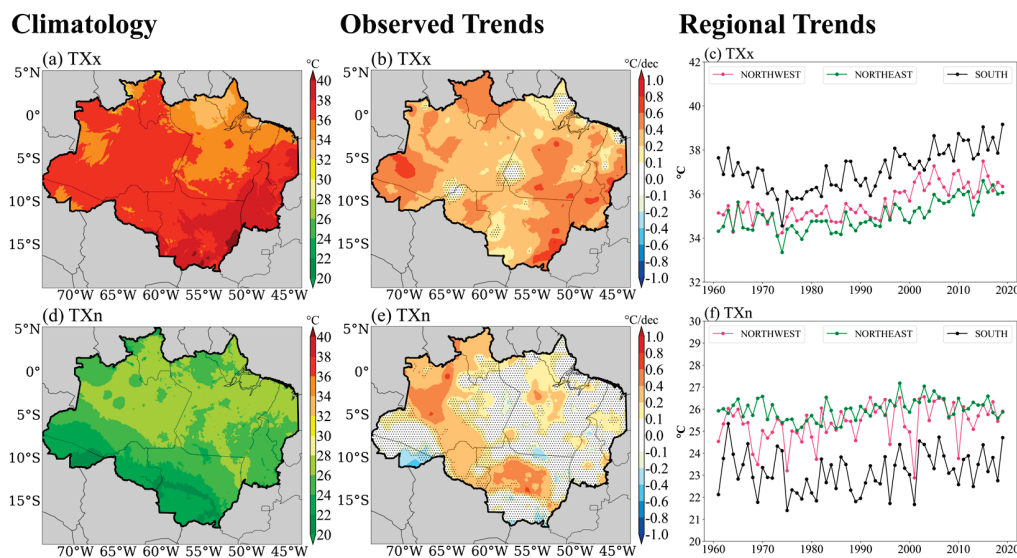 Climatology
Observed Trends
Regional Trends
(a) TXx
°C
5°N
0°
5°S
10°S
15°S
70°W 65°W 60°W 55°W 50°W 45°W
40
38
36
34
32
30
28
26
24
22
20
(b) TXx
°C/dec
5°N
0°
5°S
10°S
15°S
70°W 65°W 60°W 55°W 50°W 45°W
1.0
0.8
0.6
0.4
0.2
0.1
0.0
-0.1
-0.2
-0.4
-0.6
-0.8
-1.0
(c) TXx
NORTHWEST NORTHEAST SOUTH
°C
42
40
38
36
34
32
1960 1970 1980 1990 2000 2010 2020
(d) TXn
°C
5°N
0°
5°S
10°S
15°S
70°W 65°W 60°W 55°W 50°W 45°W
40
38
36
34
32
30
28
26
24
22
20
(e) TXn
°C/dec
5°N
0°
5°S
10°S
15°S
70°W 65°W 60°W 55°W 50°W 45°W
1.0
0.8
0.6
0.4
0.2
0.1
0.0
-0.1
-0.2
-0.4
-0.6
-0.8
-1.0
(f) TXn
NORTHWEST NORTHEAST SOUTH
°C
30
29
28
27
26
25
24
23
22
21
20
1960 1970 1980 1990 2000 2010 2020